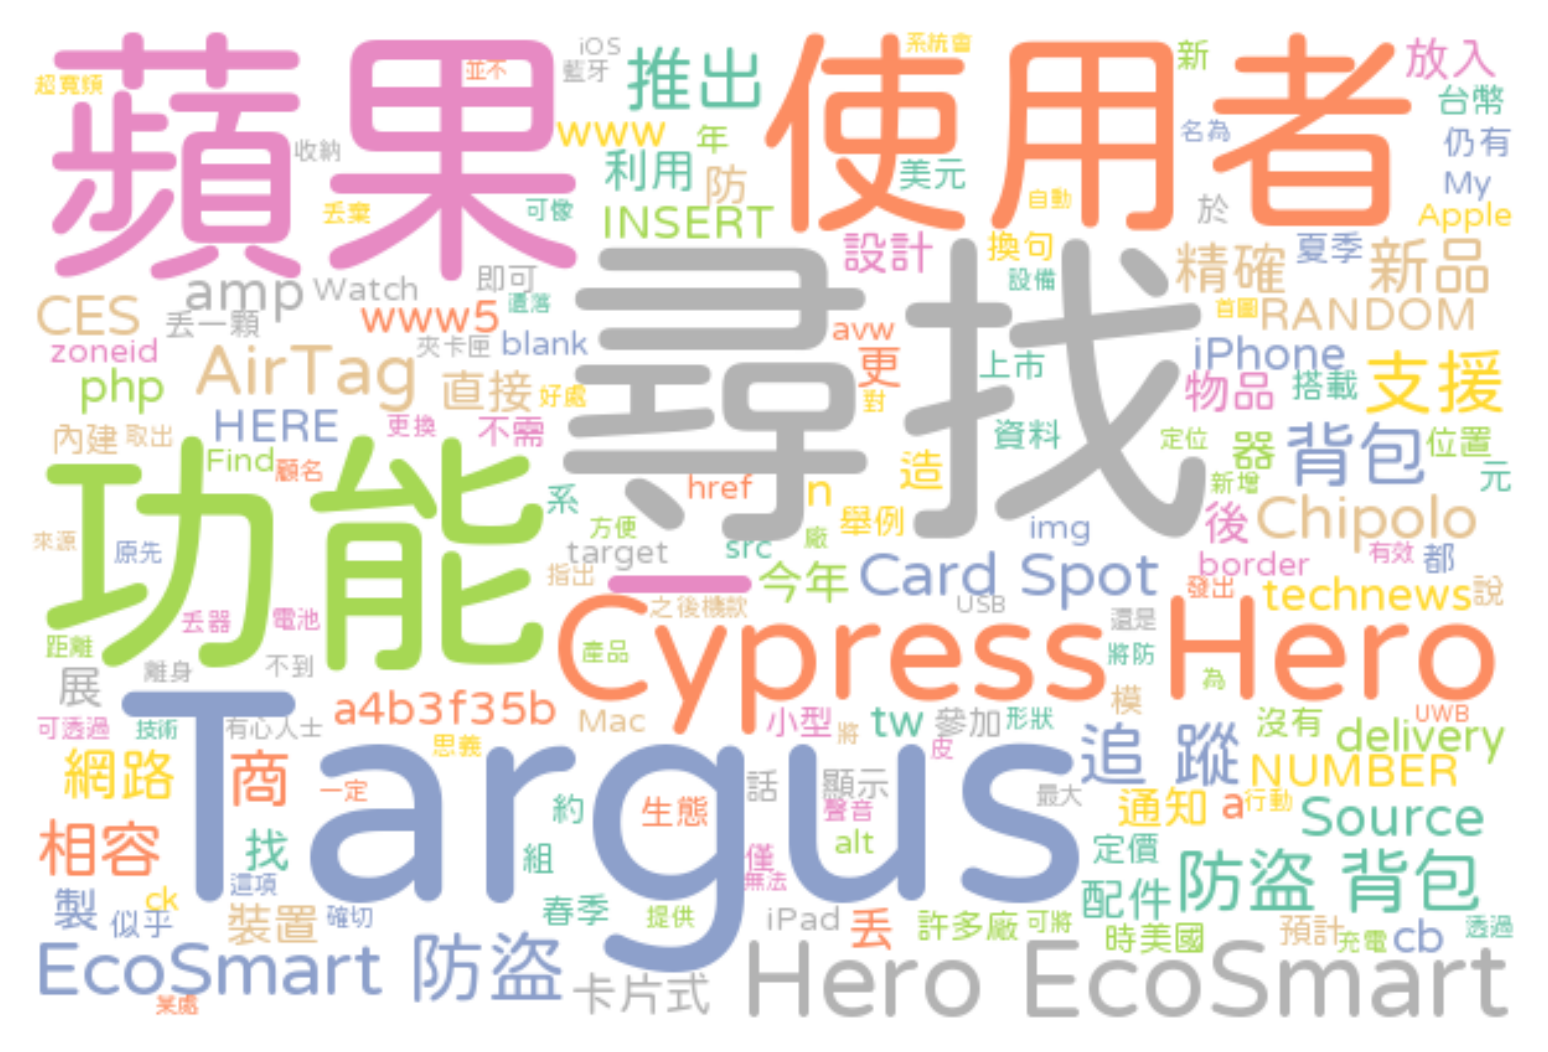 iOS
系統會
蘋果
使用者
並不
藍牙
推出
新
放入
超寬頻
台幣
www
年
名為
仍有
收納
利用
防
美元
My
丟棄
可像
自動
於
Apple
INSERT
設計
換句
精確
夏季
新品
尋找
amp
Watch
即可
設備
CES
丟一顆
www5
遺落
首圖
RANDOM
zoneid
夾卡匣
blank
avw
更
上市
iPhone
php
AirTag
直接
好處
對
物品
搭載
支援
HERE
更換
不需
資料
定位
器
背包
位置
內建
取出
功能
Find
顧名
系
href
n
造
新增
元
來源
原先
方便
廠
舉例
img
後
Chipolo
target
src
指出
一
今年
Card Spot
border
有效
都
之後機款
USB
發出
technews
說
丟器
電池
Cypress Hero
還是
距離
離身
不到
產品
將防
為
展
模
Targus
a4b3f35b
Mac
小型
將
tw
參加
形狀
沒有
UWB
可透過
技術
有心人士
思義
皮
追 蹤
delivery
網路
商
一定
話
顯示
最大
NUMBER
約
生態
聲音
通知
a
行動
Source
相容
找
組
alt
僅
定價
防盜 背包
這項
無法
製
ck
似乎
裝置
確切
春季
提供
iPad
丟
許多廠
可將
配件
時美國
預計
充電
cb
透過
EcoSmart 防盜
卡片式
Hero EcoSmart
某處